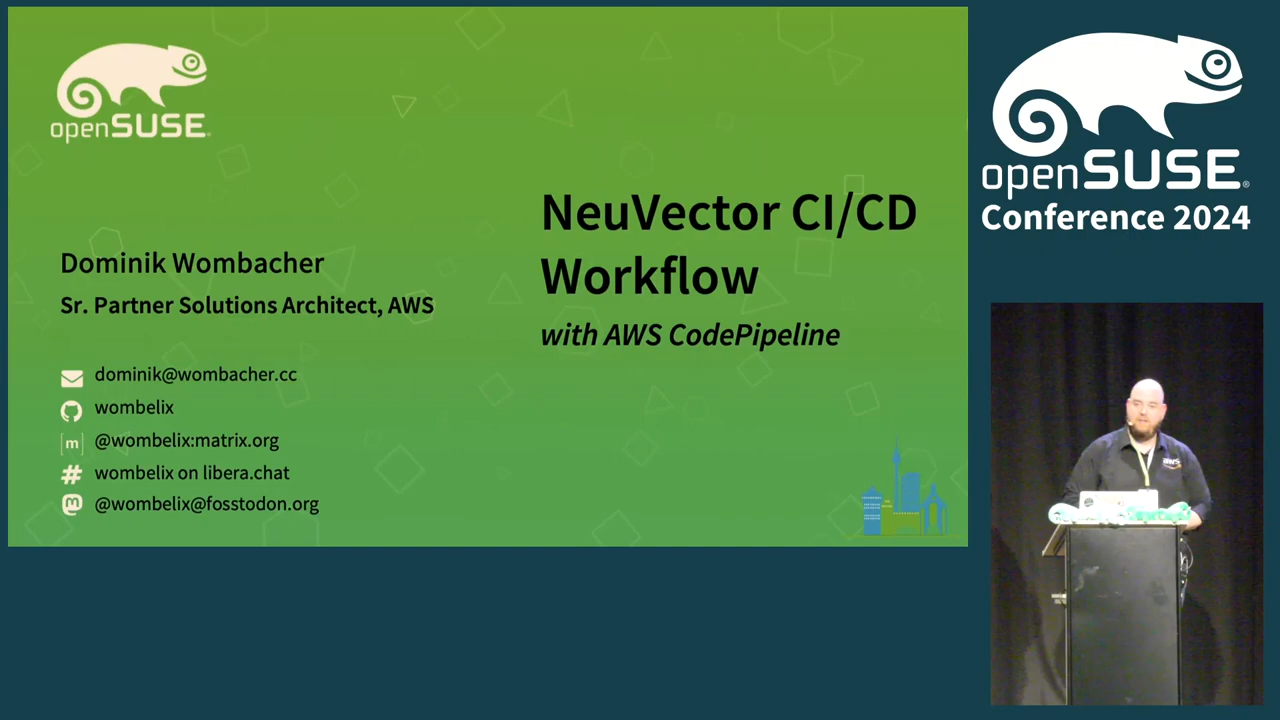 openSUSE
Dominik Wombacher
Sr. Partner Solutions Architect, AWS
dominik@wombacher.cc
wombelix
[m]
@wombelix:matrix.org
#
wombelix on libera.chat
@wombelix@fosstodon.org
NeuVector CI/CD
Workflow
with AWS CodePipeline
openSUSE®
Conference 2024
aws